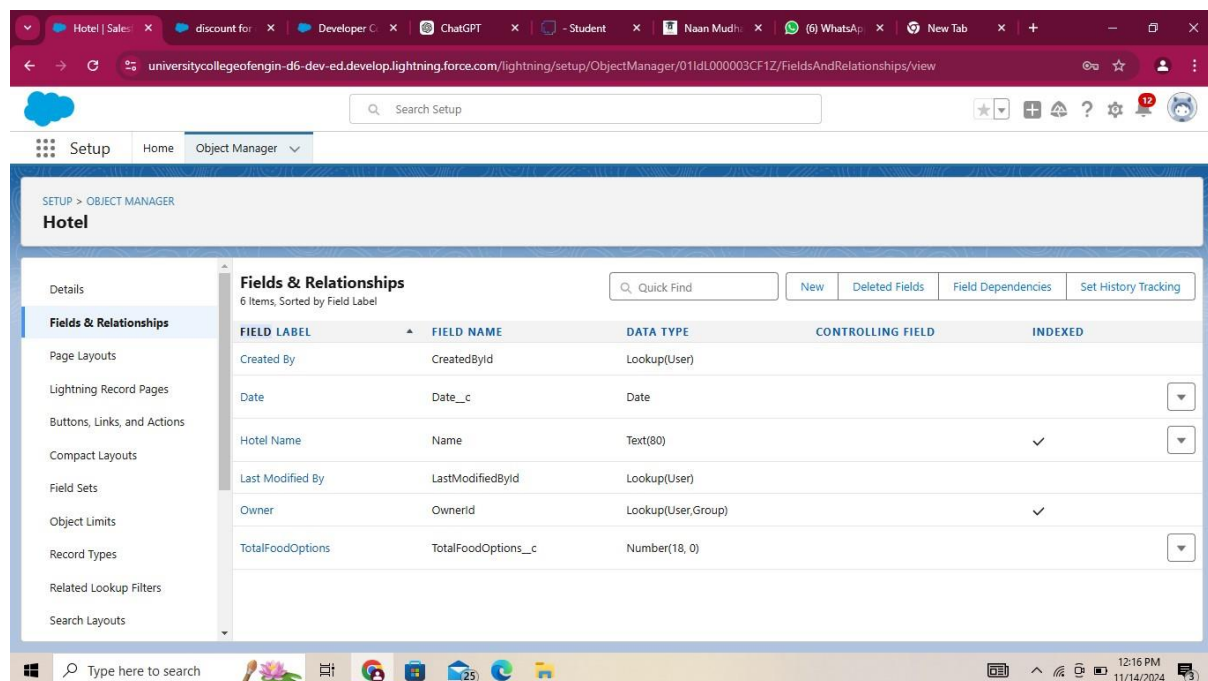 Hotel | Sales
discount for
Developer C
ChatGPT
- Student
Naan Mudh
(6) WhatsAp
New Tab
universitycollegeofengin-d6-dev-ed.develop.lightning.force.com/lightning/setup/ObjectManager/01IdL000003CF1Z/FieldsAndRelationships/view
Search Setup
12
Setup Home Object Manager
SETUP > OBJECT MANAGER
Hotel
Details
Fields & Relationships
Page Layouts
Lightning Record Pages
Buttons, Links, and Actions
Compact Layouts
Field Sets
Object Limits
Record Types
Related Lookup Filters
Search Layouts
Fields & Relationships
6 Items, Sorted by Field Label
Quick Find New Deleted Fields Field Dependencies Set History Tracking
FIELD LABEL FIELD NAME DATA TYPE CONTROLLING FIELD INDEXED
Created By CreatedById Lookup(User)
Date Date__c Date
Hotel Name Name Text(80)
Last Modified By LastModifiedById Lookup(User)
Owner OwnerId Lookup(User,Group)
TotalFoodOptions TotalFoodOptions__c Number(18, 0)
Type here to search
25
12:16 PM
11/14/2024
3